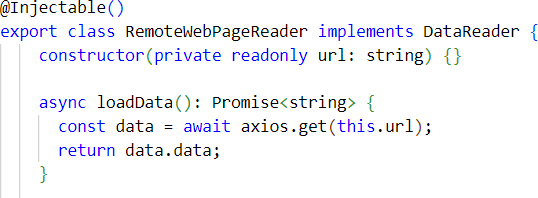 @Injectable()
export class RemoteWebPageReader implements DataReader {
    constructor(private readonly url: string) {}

    async loadData(): Promise<string> {
      const data = await axios.get(this.url);
      return data.data;
    }